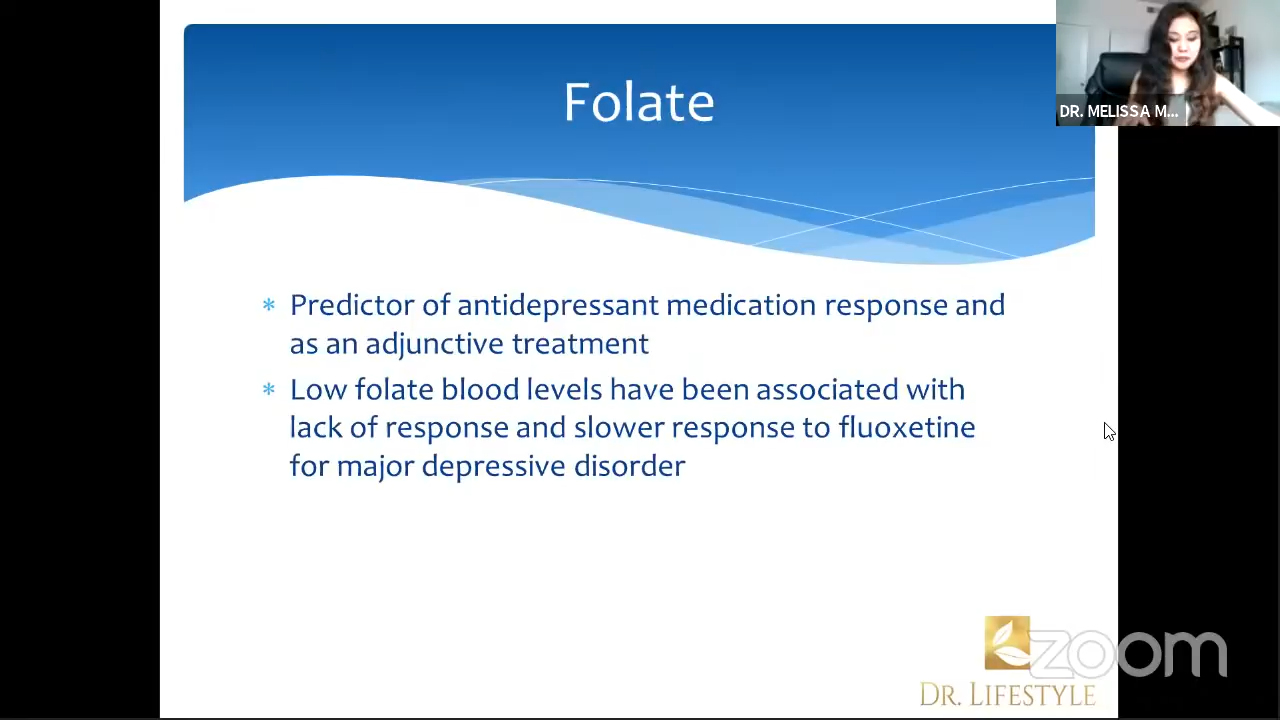 Folate
DR. MELISSA M...
* Predictor of antidepressant medication response and
as an adjunctive treatment
* Low folate blood levels have been associated with
lack of response and slower response to fluoxetine
for major depressive disorder
zoom
DR. LIFESTYLE